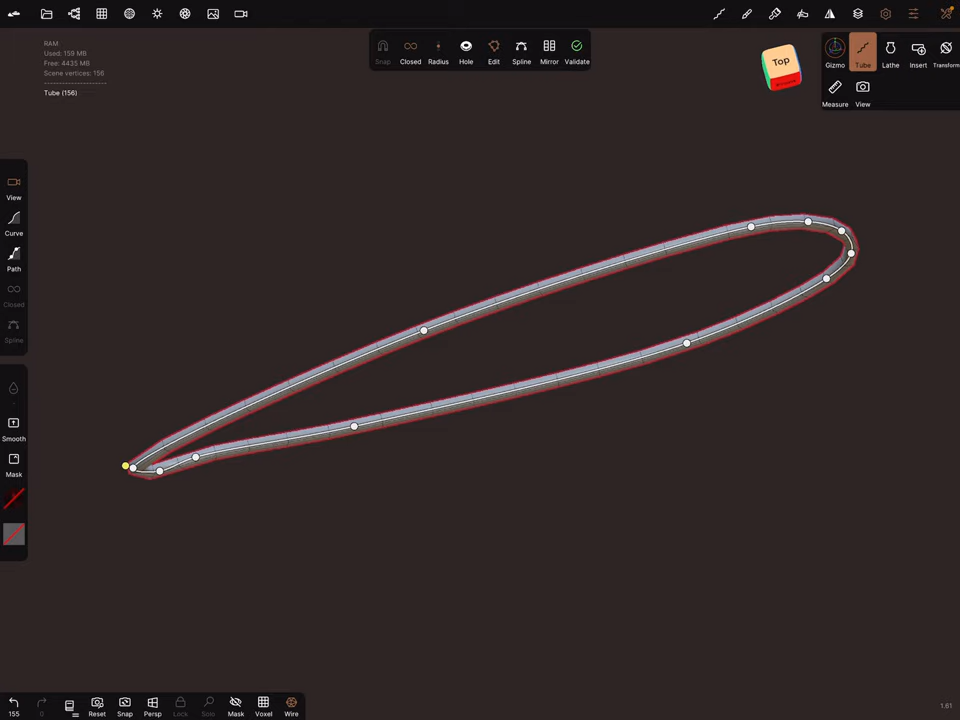 RAM:
Used: 159 MB
Free: 4435 MB
Scene vertices: 156
Tube (156)
Snap
Closed
Radius
Hole
Edit
Spline
Mirror
Validate
Top
Gizmo
Tube
Lathe
Insert
Transform
Measure
View
View
Curve
Path
Closed
Spline
Smooth
Mask
155
0
Reset
Snap
Persp
Lock
Solo
Mask
Voxel
Wire
1.61